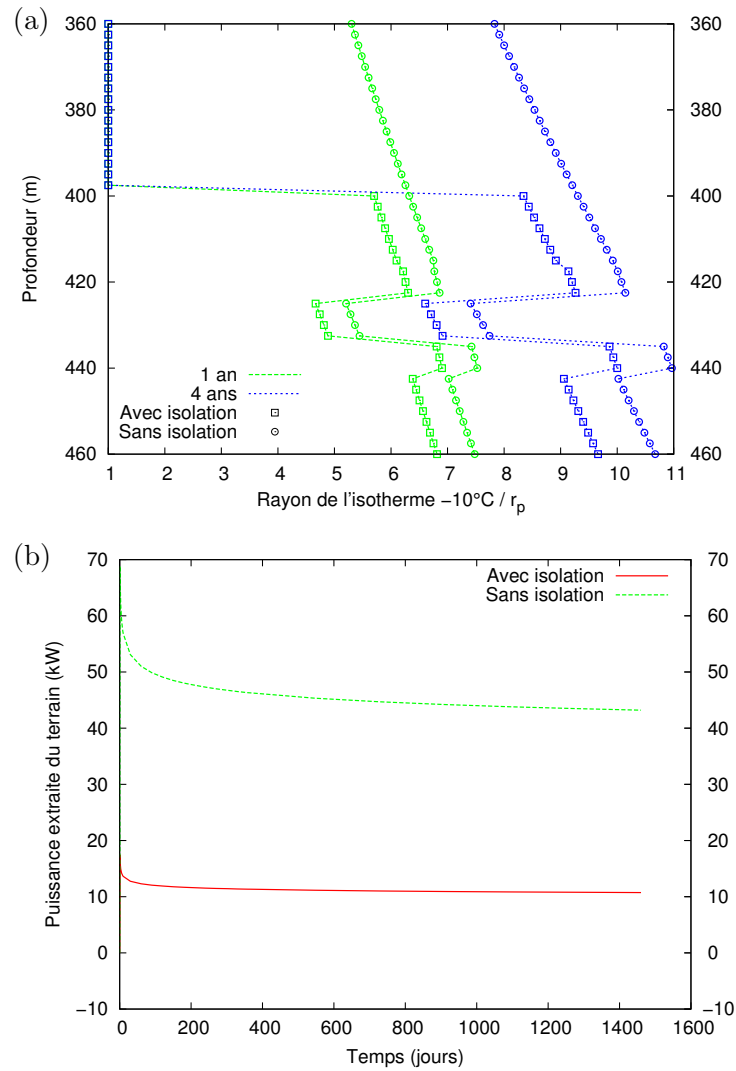 (a)
360
380
400
420
440
460
360
380
400
420
440
460
Profondeur (m)
1 an
4 ans
Avec isolation
Sans isolation
1 2 3 4 5 6 7 8 9 10 11
Rayon de l'isotherme −10°C / rp
(b)
70
60
50
40
30
20
10
0
−10
70
60
50
40
30
20
10
0
−10
Puissance extraite du terrain (kW)
Avec isolation
Sans isolation
0 200 400 600 800 1000 1200 1400 1600
Temps (jours)